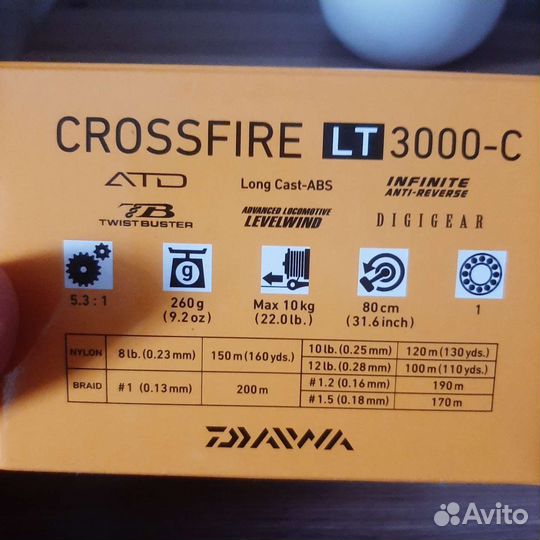 CROSSFIRE LT 3000-C
ATD Long Cast-ABS INFINITE ANTI-REVERSE
TB TWISTBUSTER ADVANCED LOCOMOTIVE LEVELWIND DIGIGEAR
g
5.3 : 1 260g Max 10kg 80cm 1
(9.2oz) (22.0lb.) (31.6inch)
NYLON 8lb. (0.23mm) 150m (160yds.) 10lb. (0.25mm) 120m (130yds.)
12lb. (0.28mm) 100m (110yds.)
BRAID #1 (0.13mm) 200m #1.2 (0.16mm) 190m
#1.5 (0.18mm) 170m
DAIWA
Avito